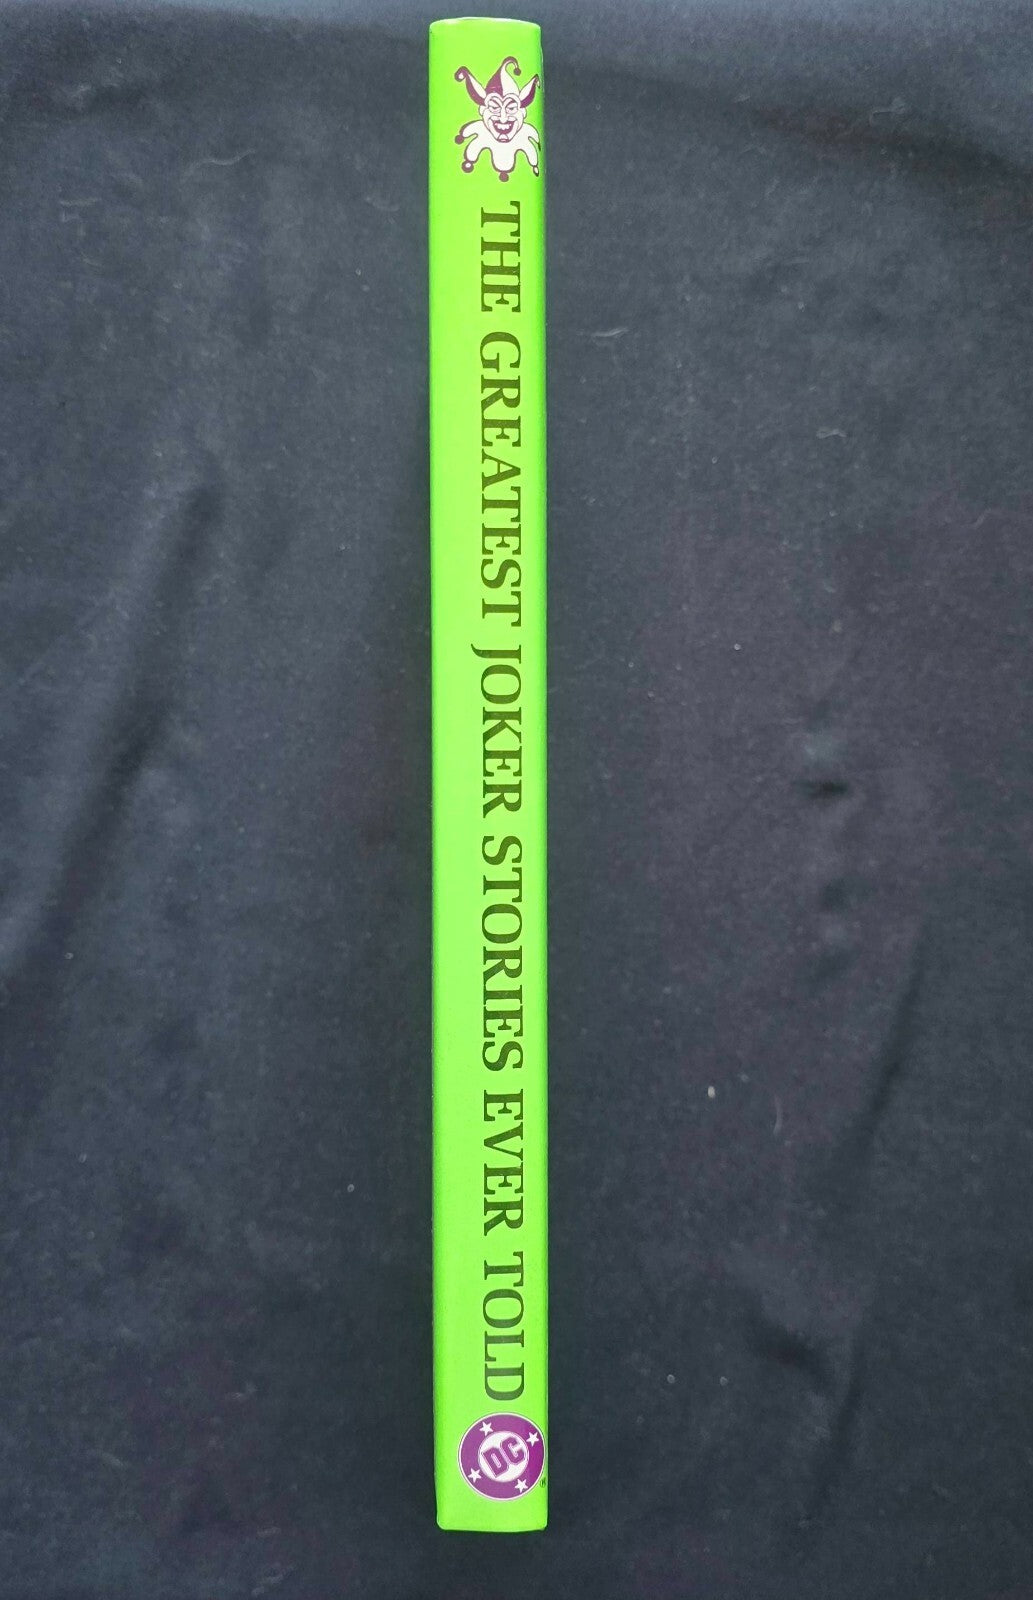 THE GREATEST JOKER STORIES EVER TOLD
DC
®